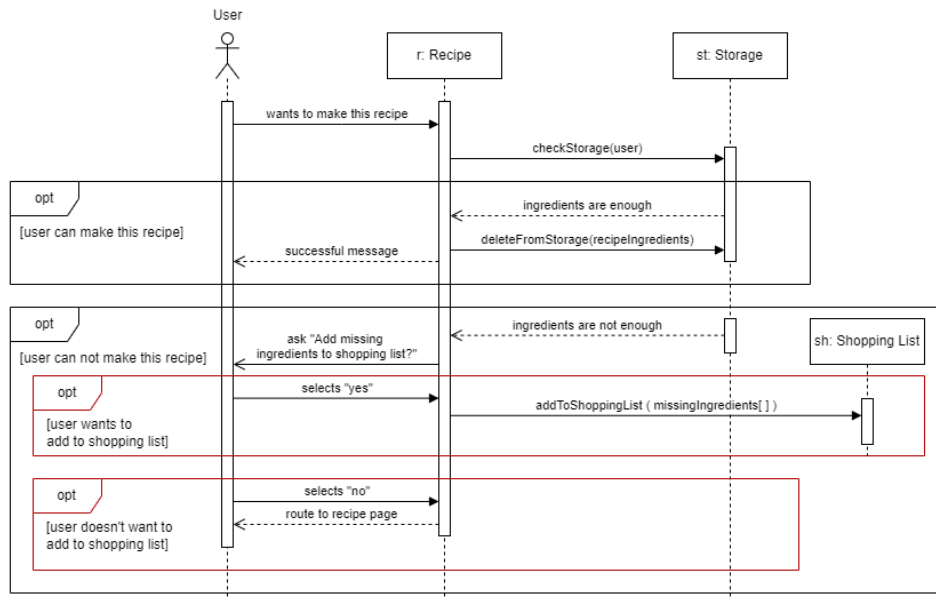 User
r: Recipe
st: Storage
wants to make this recipe
checkStorage(user)
opt
[user can make this recipe]
ingredients are enough
deleteFromStorage(recipeIngredients)
successful message
opt
[user can not make this recipe]
ingredients are not enough
sh: Shopping List
ask "Add missing
ingredients to shopping list?"
opt
[user wants to
add to shopping list]
selects "yes"
addToShoppingList ( missingIngredients[ ] )
opt
[user doesn't want to
add to shopping list]
selects "no"
route to recipe page